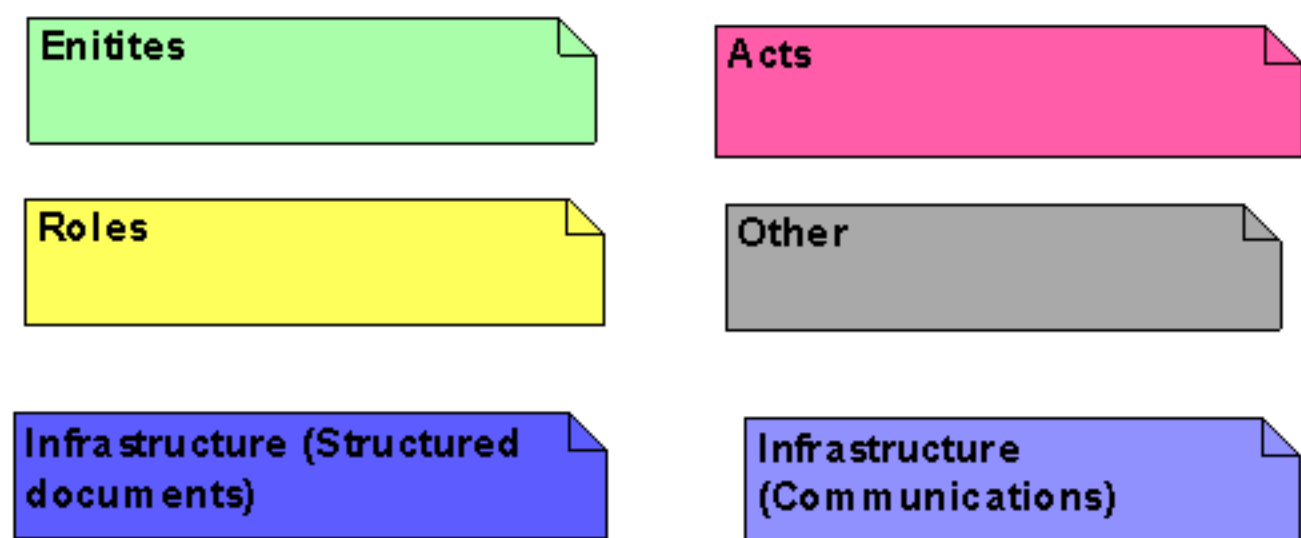 Enitites
Acts
Roles
Other
Infrastructure (Structured
documents)
Infrastructure
(Communications)